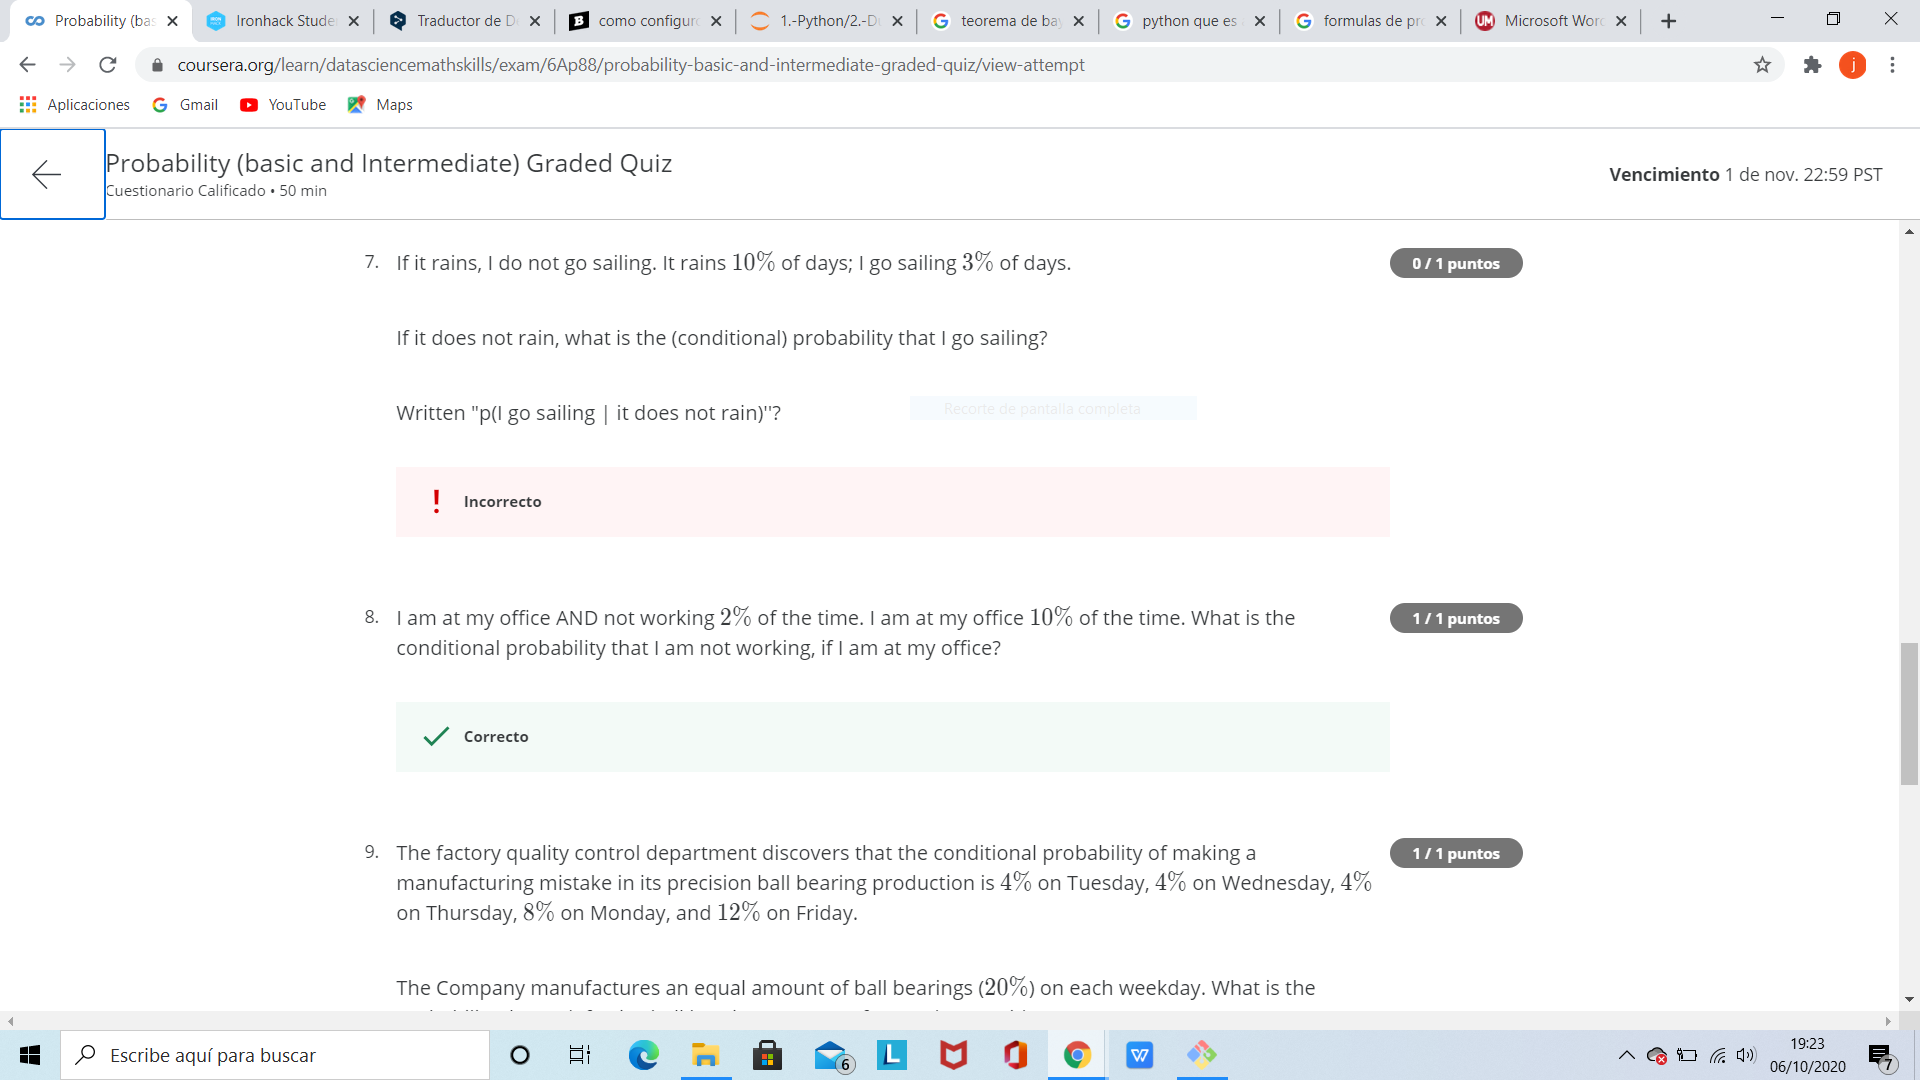 Probability (bas
Ironhack Stude
Traductor de D
como configur
1.-Python/2.-D
teorema de bay
python que es
formulas de pr
Microsoft Wor
coursera.org/learn/datasciencemathskills/exam/6Ap88/probability-basic-and-intermediate-graded-quiz/view-attempt
j
Aplicaciones
Gmail
YouTube
Maps
Probability (basic and Intermediate) Graded Quiz
Cuestionario Calificado • 50 min
Vencimiento 1 de nov. 22:59 PST
7. If it rains, I do not go sailing. It rains 10% of days; I go sailing 3% of days.
0 / 1 puntos
If it does not rain, what is the (conditional) probability that I go sailing?
Written "p(I go sailing | it does not rain)"?
Recorte de pantalla completa
! Incorrecto
8. I am at my office AND not working 2% of the time. I am at my office 10% of the time. What is the
conditional probability that I am not working, if I am at my office?
1 / 1 puntos
Correcto
9. The factory quality control department discovers that the conditional probability of making a
manufacturing mistake in its precision ball bearing production is 4% on Tuesday, 4% on Wednesday, 4%
on Thursday, 8% on Monday, and 12% on Friday.
1 / 1 puntos
The Company manufactures an equal amount of ball bearings (20%) on each weekday. What is the
Escribe aquí para buscar
6
L
W
19:23
06/10/2020
7